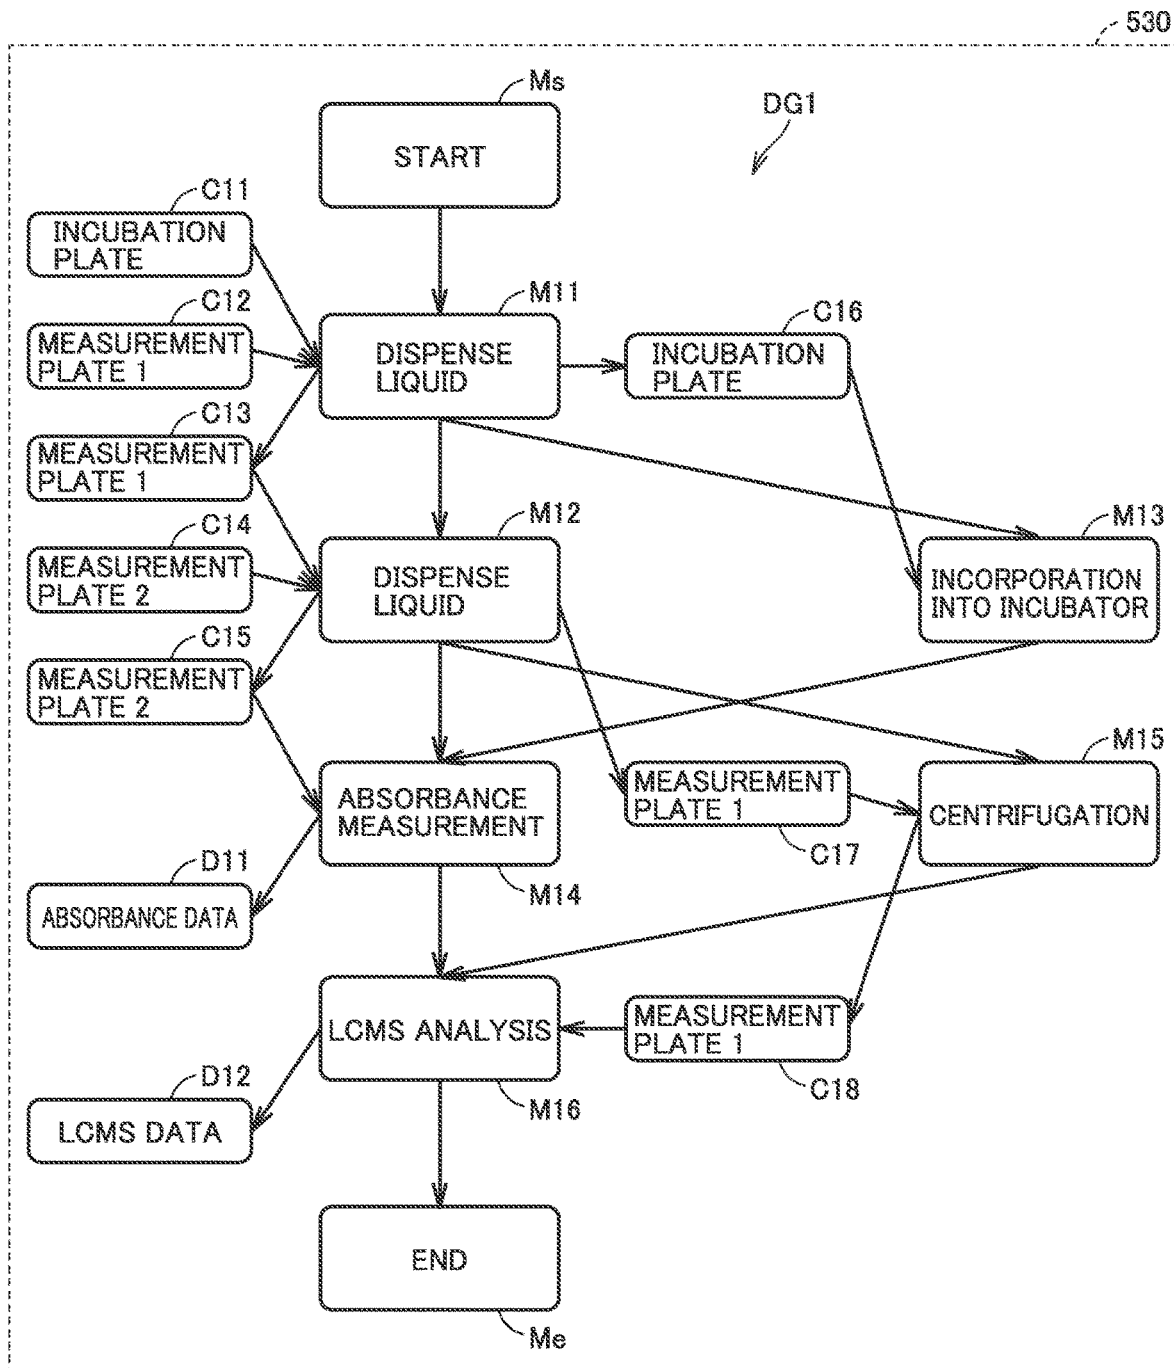 530
Ms
DG1
START
C11
INCUBATION
PLATE
M11
C12
C16
MEASUREMENT
PLATE 1
DISPENSE
LIQUID
INCUBATION
PLATE
C13
MEASUREMENT
PLATE 1
M12
M13
C14
MEASUREMENT
PLATE 2
DISPENSE
LIQUID
INCORPORATION
INTO INCUBATOR
C15
MEASUREMENT
PLATE 2
M15
ABSORBANCE
MEASUREMENT
MEASUREMENT
PLATE 1
CENTRIFUGATION
C17
D11
M14
ABSORBANCE DATA
LCMS ANALYSIS
MEASUREMENT
PLATE 1
D12
M16
C18
LCMS DATA
END
Me